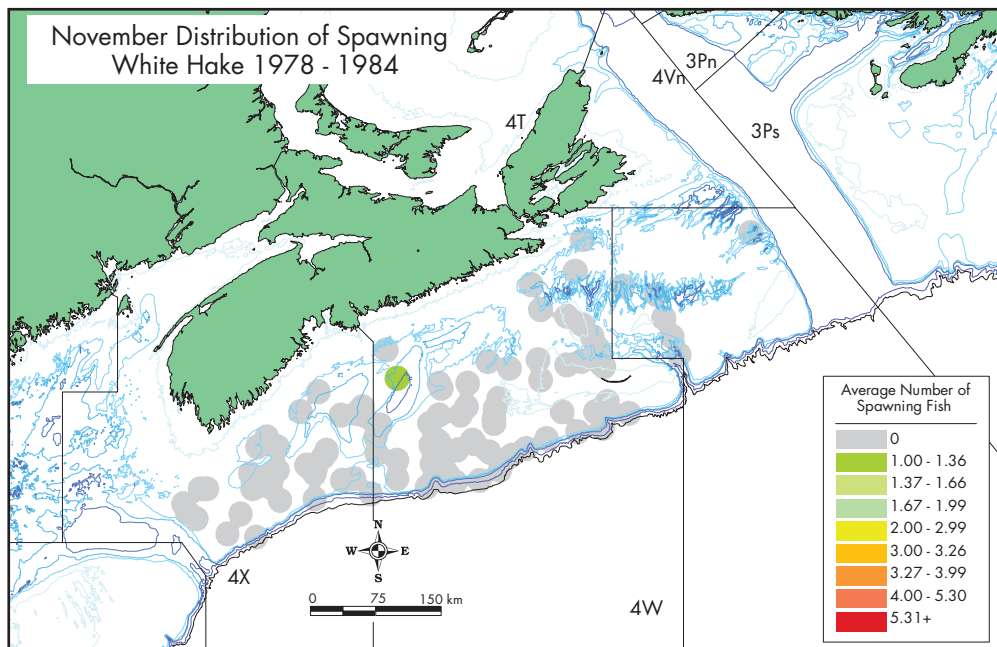 November Distribution of Spawning
White Hake 1978 - 1984
3Pn
4Vn
4T
3Ps
Average Number of
Spawning Fish
0
1.00 - 1.36
1.37 - 1.66
1.67 - 1.99
2.00 - 2.99
3.00 - 3.26
3.27 - 3.99
4.00 - 5.30
5.31+
N
W E
S
4X
0 75 150 km
4W